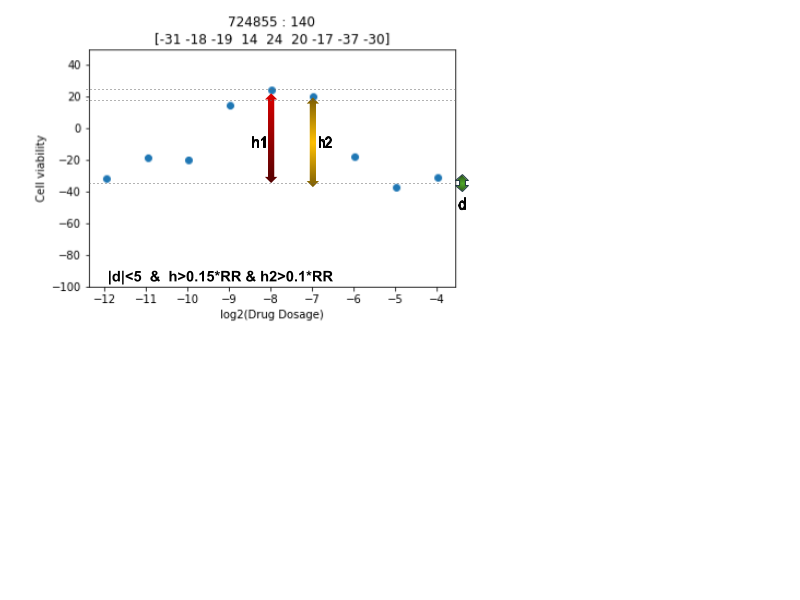 724855 : 140
[-31 -18 -19  14  24  20 -17 -37 -30]
40
20
0
−20
−40
−60
−80
−100
Cell viability
h1
h2
d
|d|<5  &  h>0.15*RR & h2>0.1*RR
−12 −11 −10 −9 −8 −7 −6 −5 −4
log2(Drug Dosage)